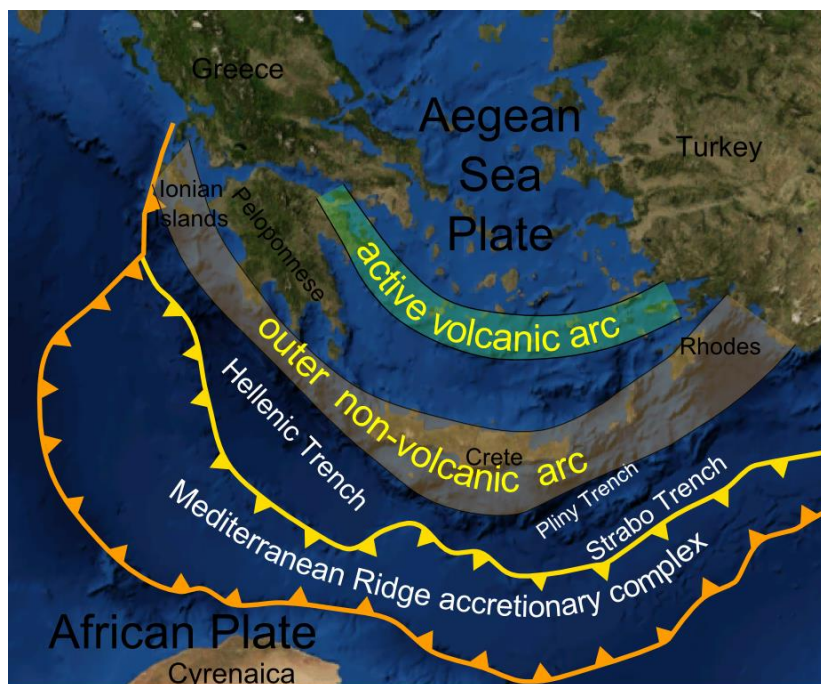 Greece
Aegean
Sea
Plate
Turkey
Ionian
Islands
Peloponnese
active volcanic arc
Rhodes
outer non-volcanic arc
Hellenic Trench
Crete
Pliny Trench
Strabo Trench
Mediterranean Ridge accretionary complex
African Plate
Cyrenaica